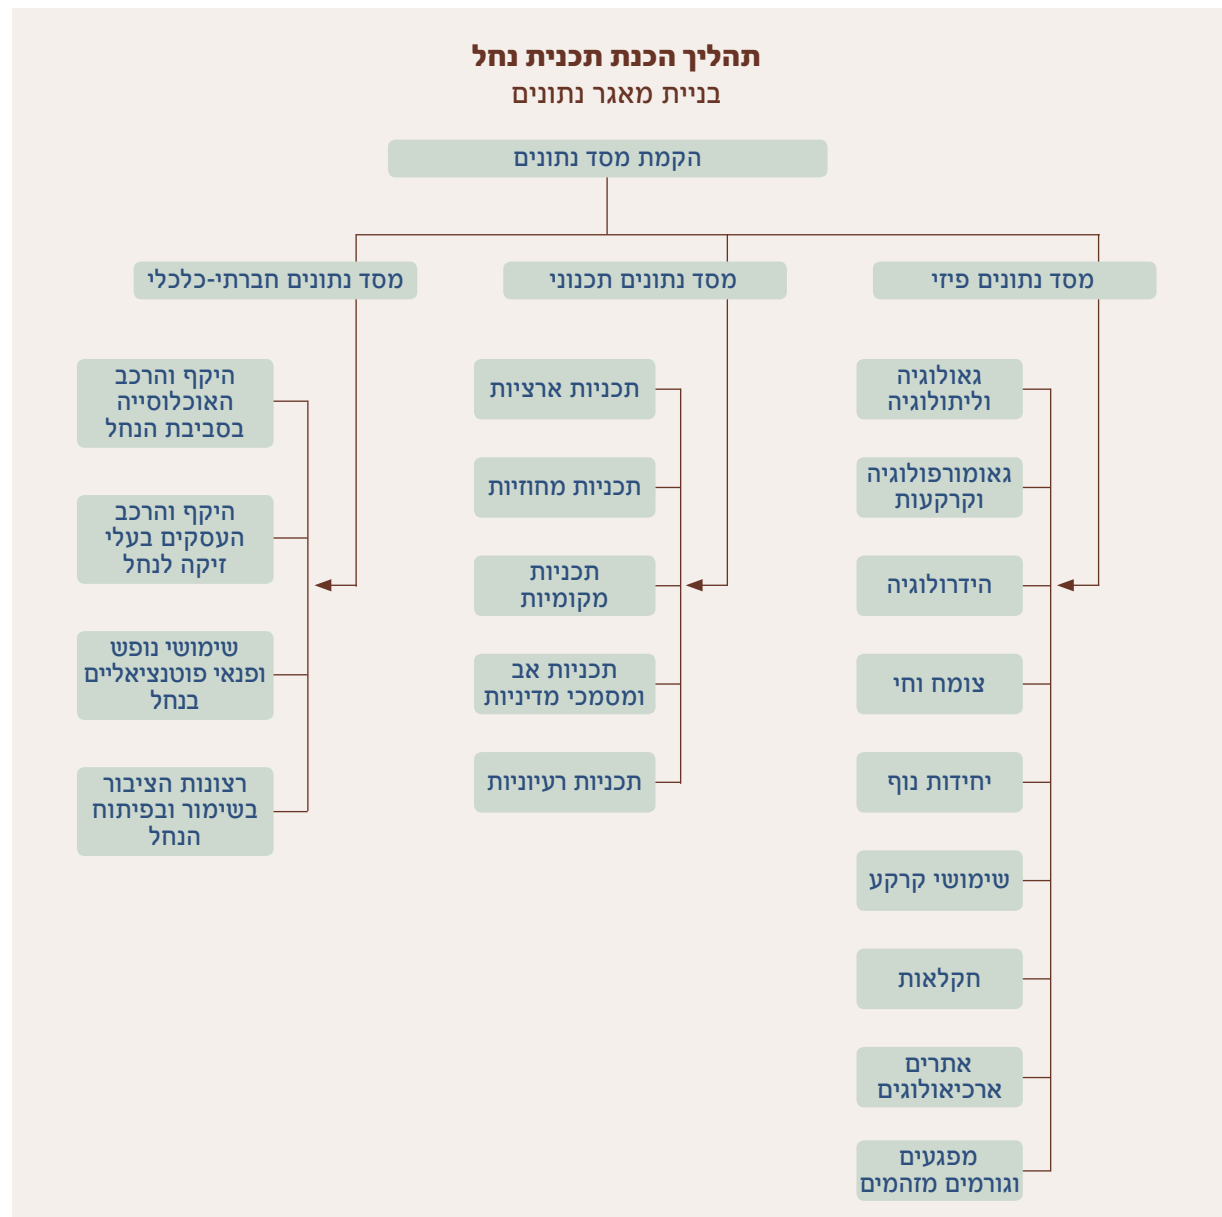 תהליך הכנת תכנית נחל
בניית מאגר נתונים
הקמת מסד נתונים
מסד נתונים פיזי
מסד נתונים תכנוני
מסד נתונים חברתי-כלכלי
גאולוגיה
וליתולוגיה
גאומורפולוגיה
וקרקעות
הידרולוגיה
צומח וחי
יחידות נוף
שימושי קרקע
חקלאות
אתרים
ארכיאולוגים
מפגעים
וגורמים מזהמים
תכניות ארציות
תכניות מחוזיות
תכניות
מקומיות
תכניות אב
ומסמכי מדיניות
תכניות רעיוניות
היקף והרכב
האוכלוסייה
בסביבת הנחל
היקף והרכב
העסקים בעלי
זיקה לנחל
שימושי נופש
ופנאי פוטנציאליים
בנחל
רצונות הציבור
בשימור ובפיתוח
הנחל